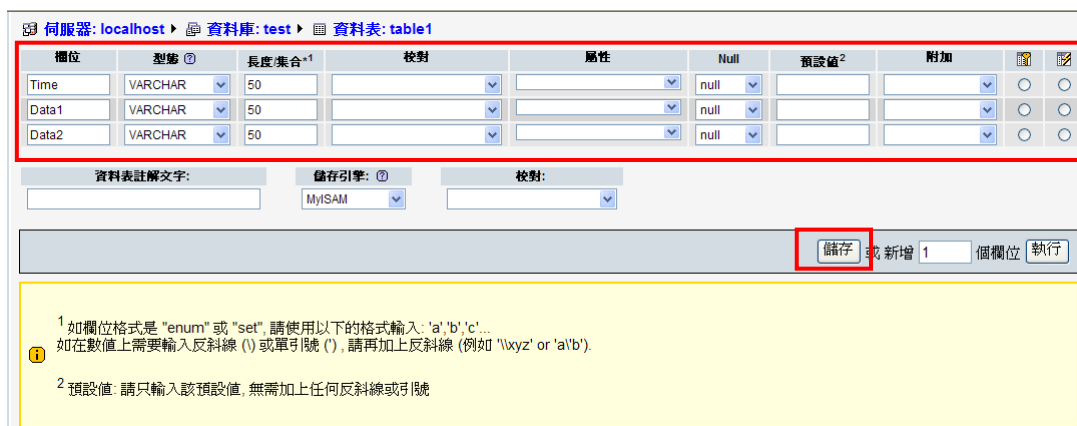 伺服器: localhost ▸ 資料庫: test ▸ 資料表: table1
欄位 型態 長度/集合*1 校對 屬性 Null 預設值2 附加
Time VARCHAR 50 null
Data1 VARCHAR 50 null
Data2 VARCHAR 50 null
資料表註解文字: 儲存引擎: 校對:
MyISAM
儲存 或 新增 1 個欄位 執行
1 如欄位格式是 "enum" 或 "set", 請使用以下的格式輸入: 'a','b','c'...
如在數值上需要輸入反斜線 (\) 或單引號 (') , 請再加上反斜線 (例如 '\\xyz' or 'a\'b').
2 預設值: 請只輸入該預設值, 無需加上任何反斜線或引號